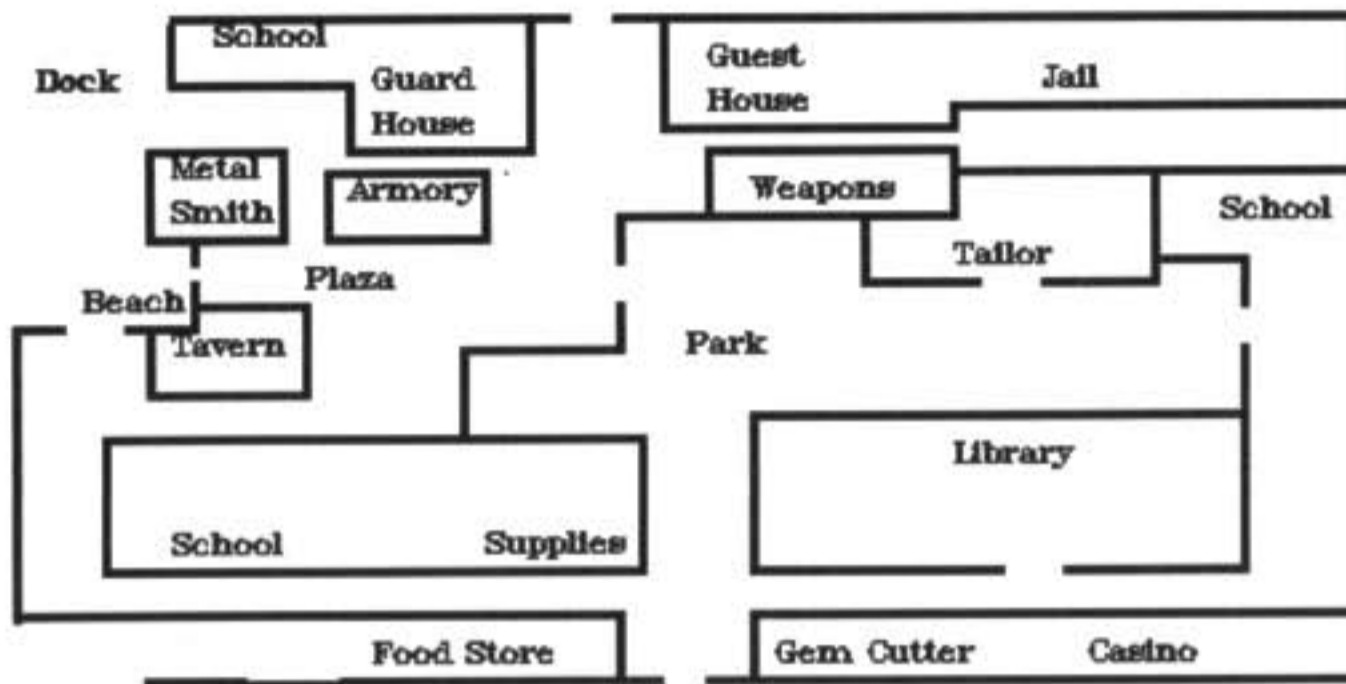 School
Guest
Dock
Guard
Jail
House
House
Metal
Armory
Weapons
Smith
School
Tailor
Plaza
Beach
Tavern
Park
Library
School
Supplies
Food Store
Gem Cutter
Casino